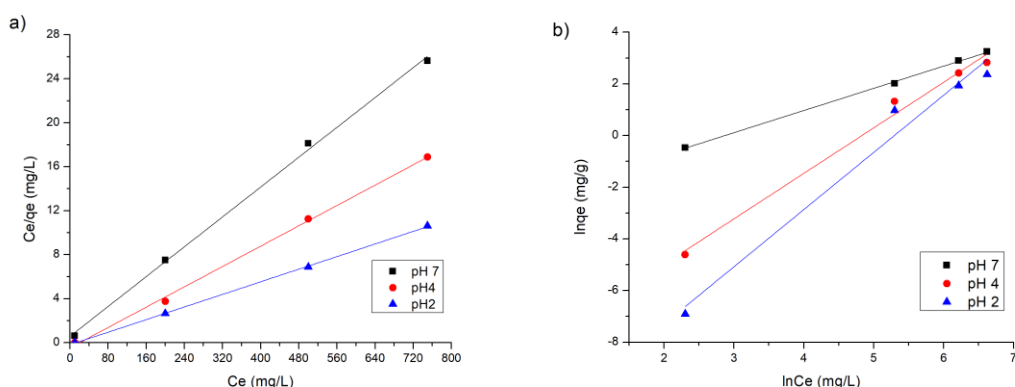 a)
28
24
20
16
12
8
4
0
Ce/qe (mg/L)
0 80 160 240 320 400 480 560 640 720 800
Ce (mg/L)
pH 7
pH4
pH2
b)
4
2
0
-2
-4
-6
-8
lnqe (mg/g)
2 3 4 5 6 7
lnCe (mg/L)
pH 7
pH 4
pH 2